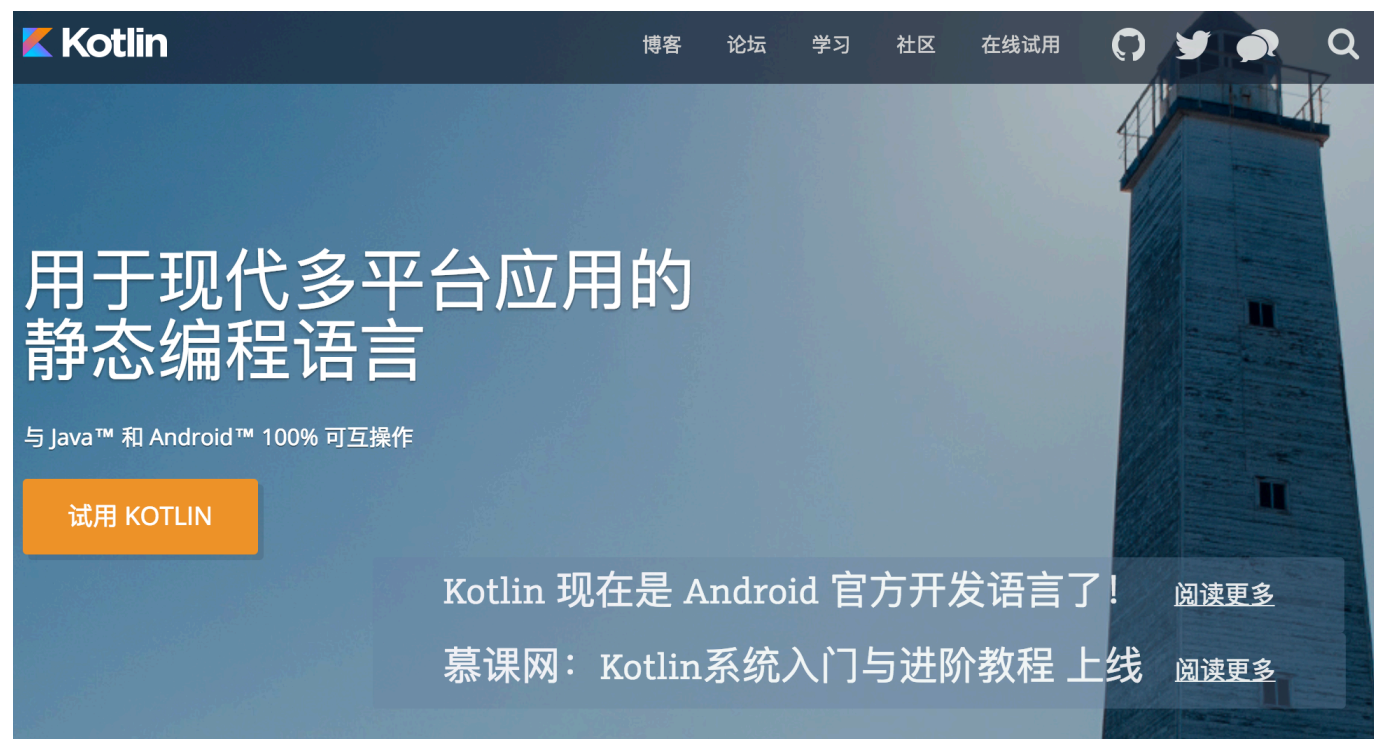 Kotlin
博客 论坛 学习 社区 在线试用
用于现代多平台应用的
静态编程语言
与 Java™ 和 Android™ 100% 可互操作
试用 KOTLIN
Kotlin 现在是 Android 官方开发语言了! 阅读更多
慕课网：Kotlin系统入门与进阶教程 上线 阅读更多